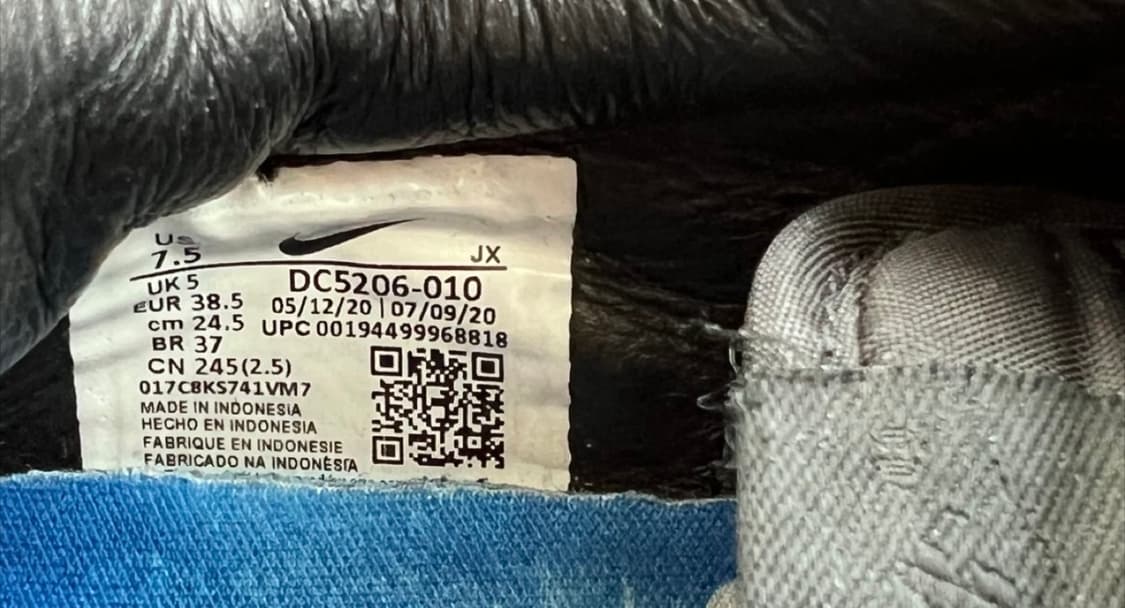 US
7.5
JX
UK 5
DC5206-010
EUR 38.5
05/12/20 | 07/09/20
cm 24.5
UPC 00194499968818
BR 37
CN 245(2.5)
017C8KS741VM7
MADE IN INDONESIA
HECHO EN INDONESIA
FABRIQUE EN INDONESIE
FABRICADO NA INDONÉSIA